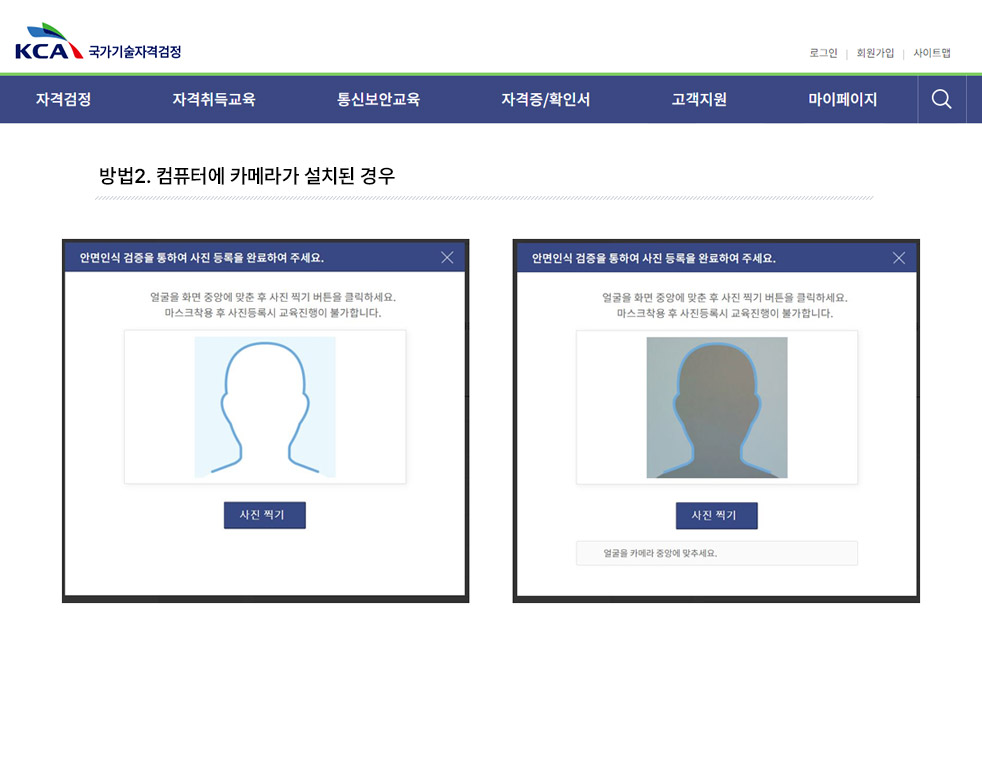 KCA 국가기술자격검정
로그인 | 회원가입 | 사이트맵
자격검정 자격취득교육 통신보안교육 자격증/확인서 고객지원 마이페이지
방법2. 컴퓨터에 카메라가 설치된 경우
안면인식 검증을 통하여 사진 등록을 완료하여 주세요.
얼굴을 화면 중앙에 맞춘 후 사진 찍기 버튼을 클릭하세요.
마스크착용 후 사진등록시 교육진행이 불가합니다.
사진 찍기
안면인식 검증을 통하여 사진 등록을 완료하여 주세요.
얼굴을 화면 중앙에 맞춘 후 사진 찍기 버튼을 클릭하세요.
마스크착용 후 사진등록시 교육진행이 불가합니다.
사진 찍기
얼굴을 카메라 중앙에 맞추세요.